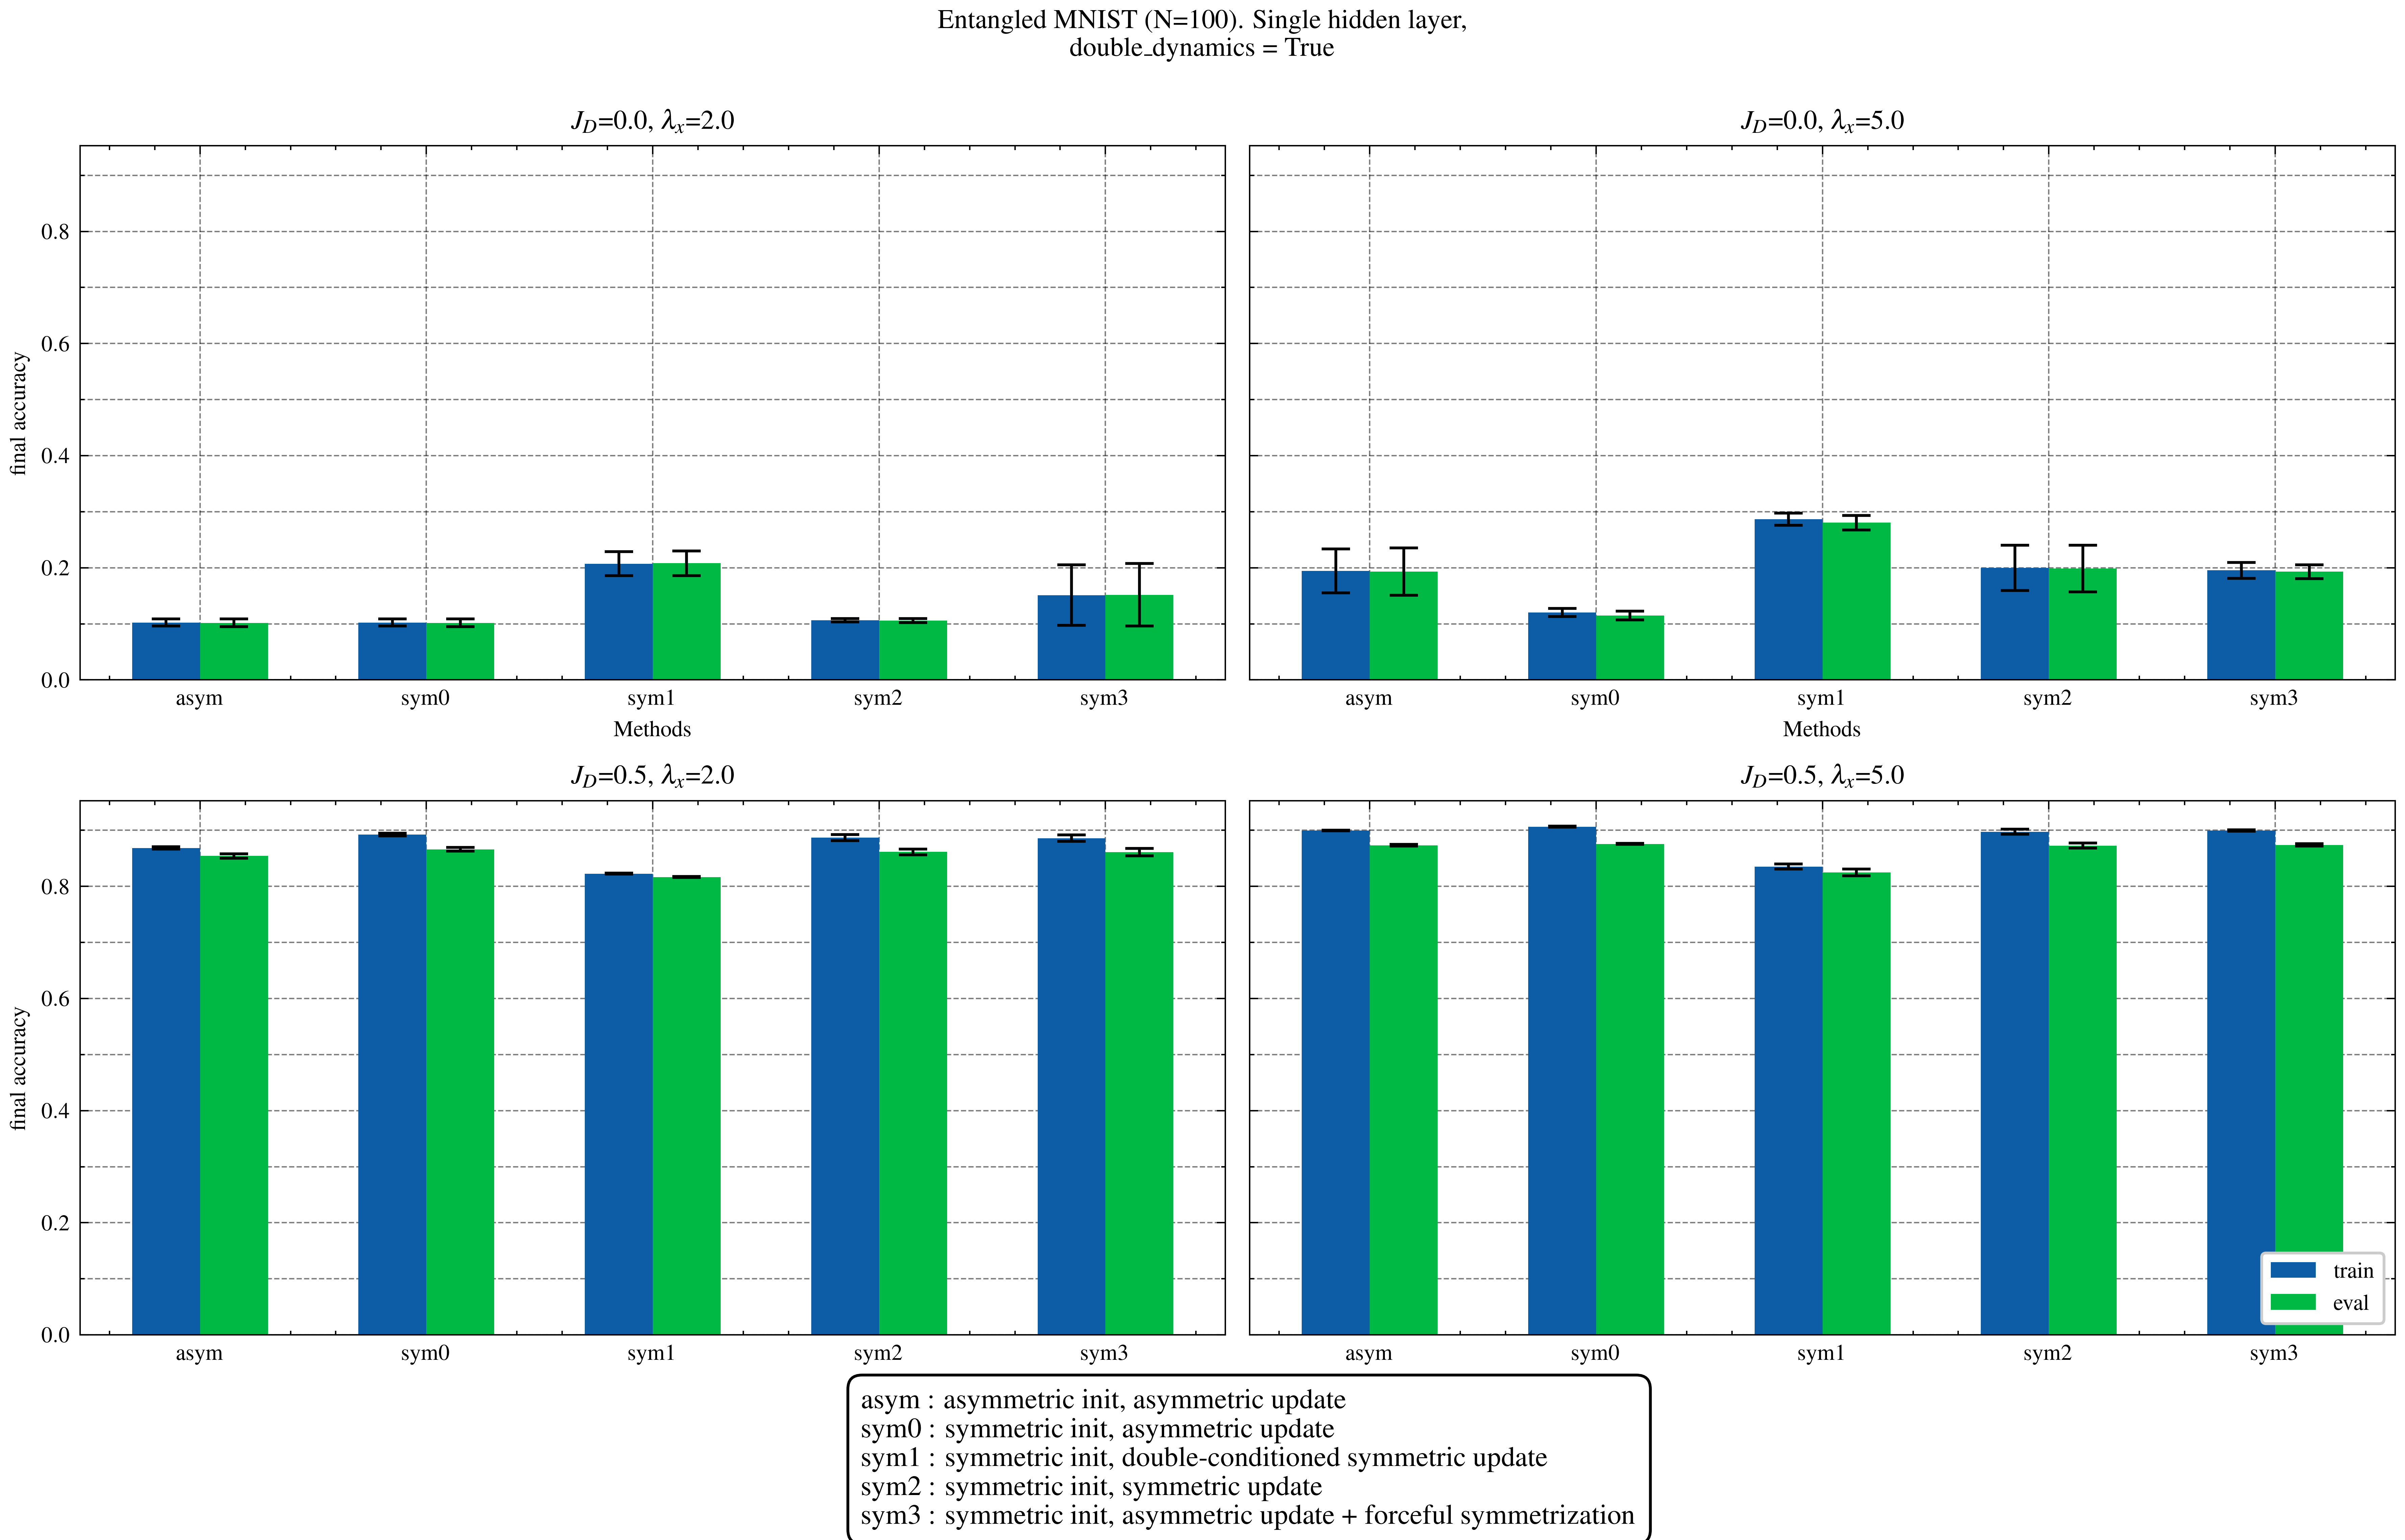 Entangled MNIST (N=100). Single hidden layer,
double_dynamics = True
J_D=0.0, λ_x=2.0
J_D=0.0, λ_x=5.0
final accuracy
0.8
0.6
0.4
0.2
0.0
asym sym0 sym1 sym2 sym3
Methods
asym sym0 sym1 sym2 sym3
Methods
J_D=0.5, λ_x=2.0
J_D=0.5, λ_x=5.0
final accuracy
0.8
0.6
0.4
0.2
0.0
asym sym0 sym1 sym2 sym3
asym sym0 sym1 sym2 sym3
train
eval
asym : asymmetric init, asymmetric update
sym0 : symmetric init, asymmetric update
sym1 : symmetric init, double-conditioned symmetric update
sym2 : symmetric init, symmetric update
sym3 : symmetric init, asymmetric update + forceful symmetrization